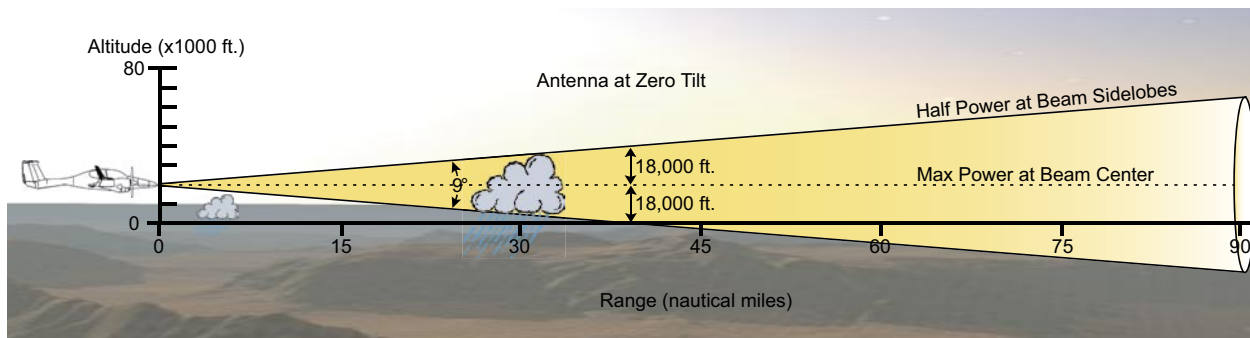 Altitude (x1000 ft.)
80
Antenna at Zero Tilt
Half Power at Beam Sidelobes
18,000 ft.
9°
Max Power at Beam Center
18,000 ft.
0
0 15 30 45 60 75 90
Range (nautical miles)